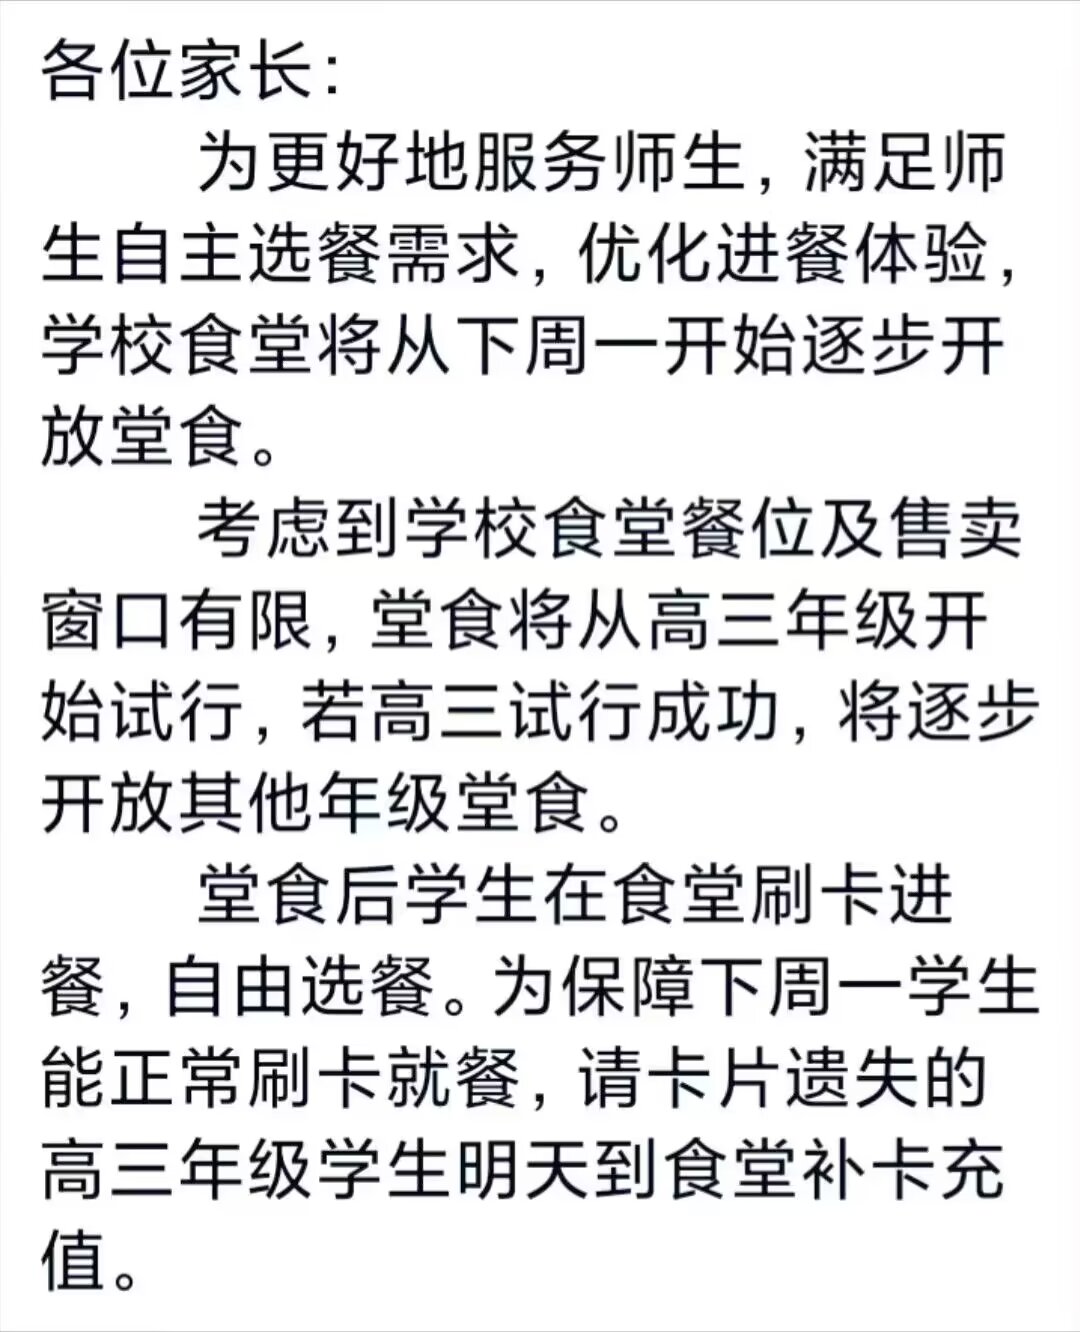 各位家长：
为更好地服务师生，满足师
生自主选餐需求，优化进餐体验，
学校食堂将从下周一开始逐步开
放堂食。
考虑到学校食堂餐位及售卖
窗口有限，堂食将从高三年级开
始试行，若高三试行成功，将逐步
开放其他年级堂食。
堂食后学生在食堂刷卡进
餐，自由选餐。为保障下周一学生
能正常刷卡就餐，请卡片遗失的
高三年级学生明天到食堂补卡充
值。